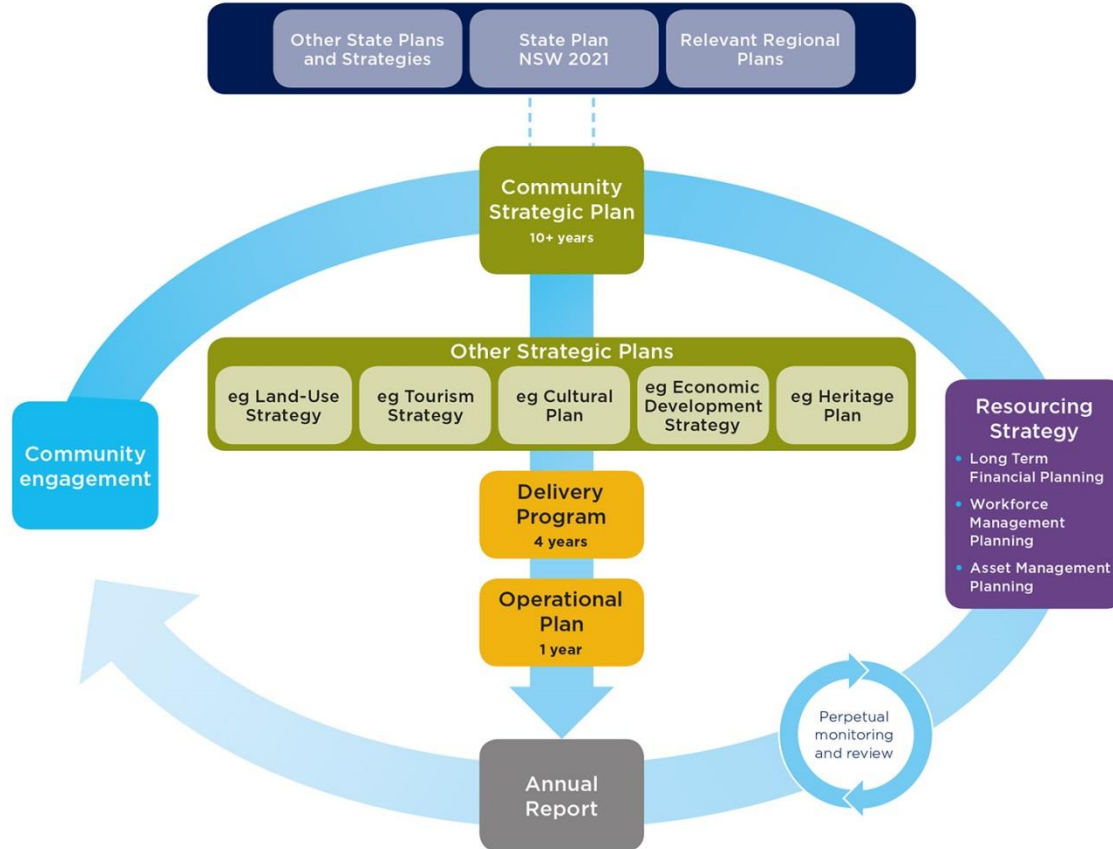 Other State Plans
and Strategies
State Plan
NSW 2021
Relevant Regional
Plans
Community
Strategic Plan
10+ years
Other Strategic Plans
eg Land-Use
Strategy
eg Tourism
Strategy
eg Cultural
Plan
eg Economic
Development
Strategy
eg Heritage
Plan
Community
engagement
Resourcing
Strategy
• Long Term
Financial Planning
• Workforce
Management
Planning
• Asset Management
Planning
Delivery
Program
4 years
Operational
Plan
1 year
Perpetual
monitoring
and review
Annual
Report